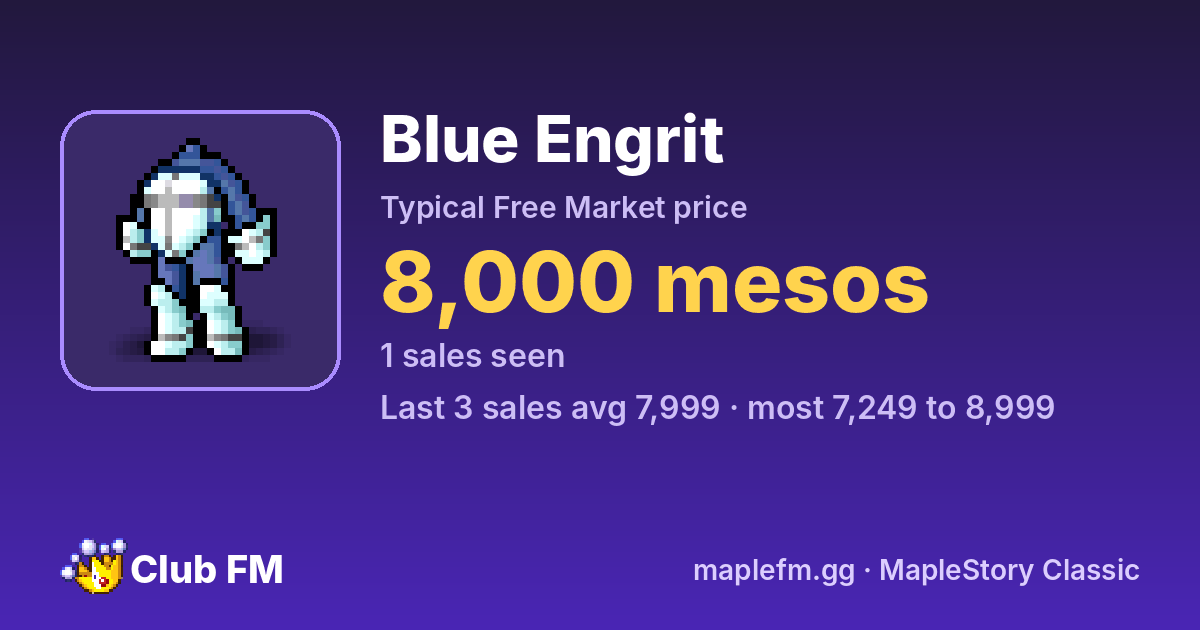 Blue Engrit
Typical Free Market price
8,000 mesos
1 sales seen
Last 3 sales avg 7,999 · most 7,249 to 8,999
Club FM
maplefm.gg · MapleStory Classic